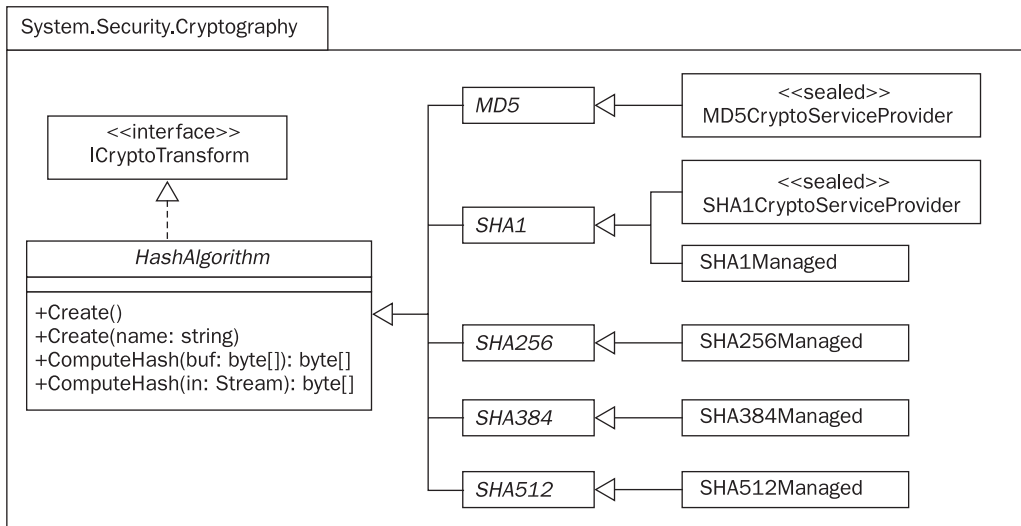 System.Security.Cryptography
<<interface>>
ICryptoTransform
HashAlgorithm
+Create()
+Create(name: string)
+ComputeHash(buf: byte[]): byte[]
+ComputeHash(in: Stream): byte[]
MD5
<<sealed>>
MD5CryptoServiceProvider
SHA1
<<sealed>>
SHA1CryptoServiceProvider
SHA1Managed
SHA256
SHA256Managed
SHA384
SHA384Managed
SHA512
SHA512Managed